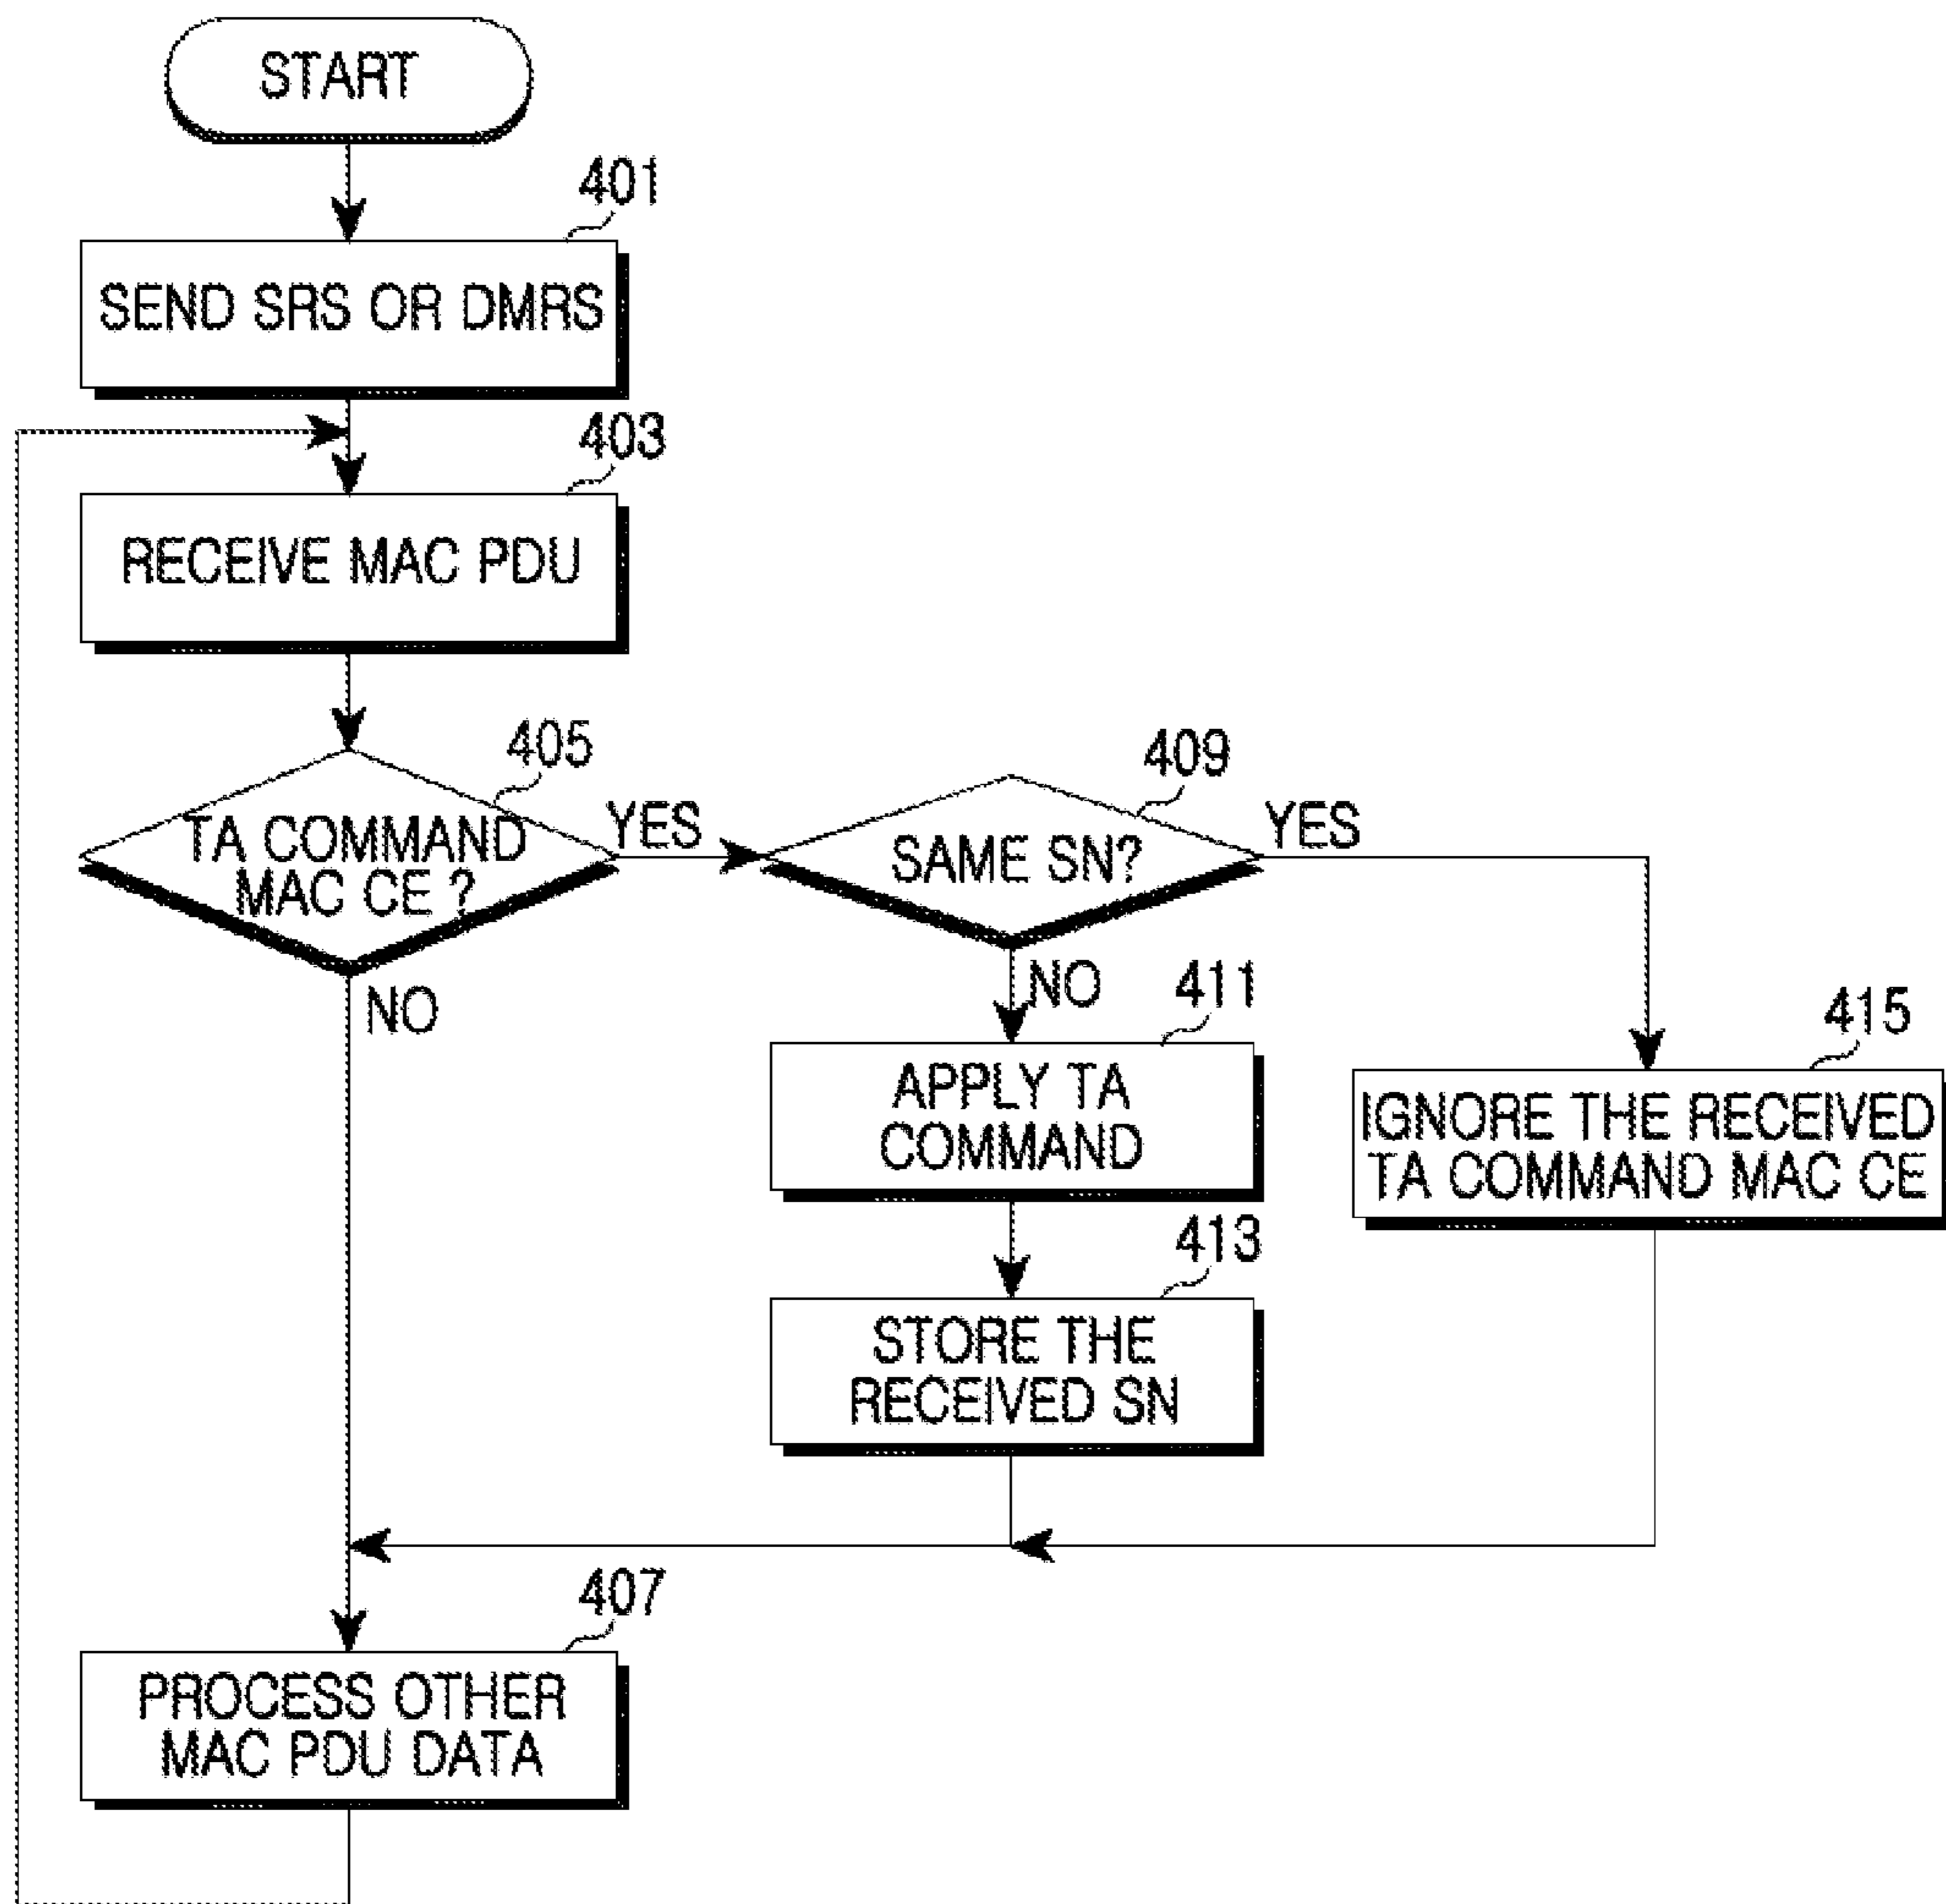 START
401
SEND SRS OR DMRS
403
RECEIVE MAC PDU
405
TA COMMAND
MAC CE ?
YES
NO
409
SAME SN?
YES
NO
411
APPLY TA
COMMAND
413
STORE THE
RECEIVED SN
415
IGNORE THE RECEIVED
TA COMMAND MAC CE
407
PROCESS OTHER
MAC PDU DATA